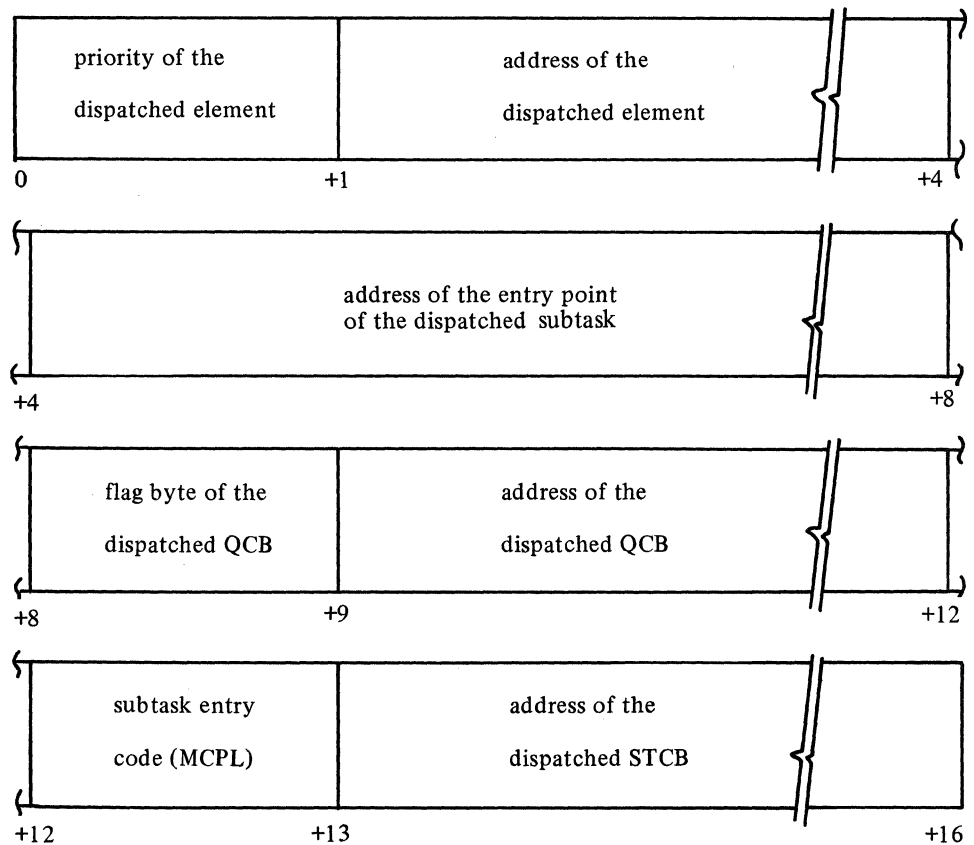 priority of the
dispatched element
address of the
dispatched element
0
+1
+4
address of the entry point
of the dispatched subtask
+4
+8
flag byte of the
dispatched QCB
address of the
dispatched QCB
+8
+9
+12
subtask entry
code (MCPL)
address of the
dispatched STCB
+12
+13
+16